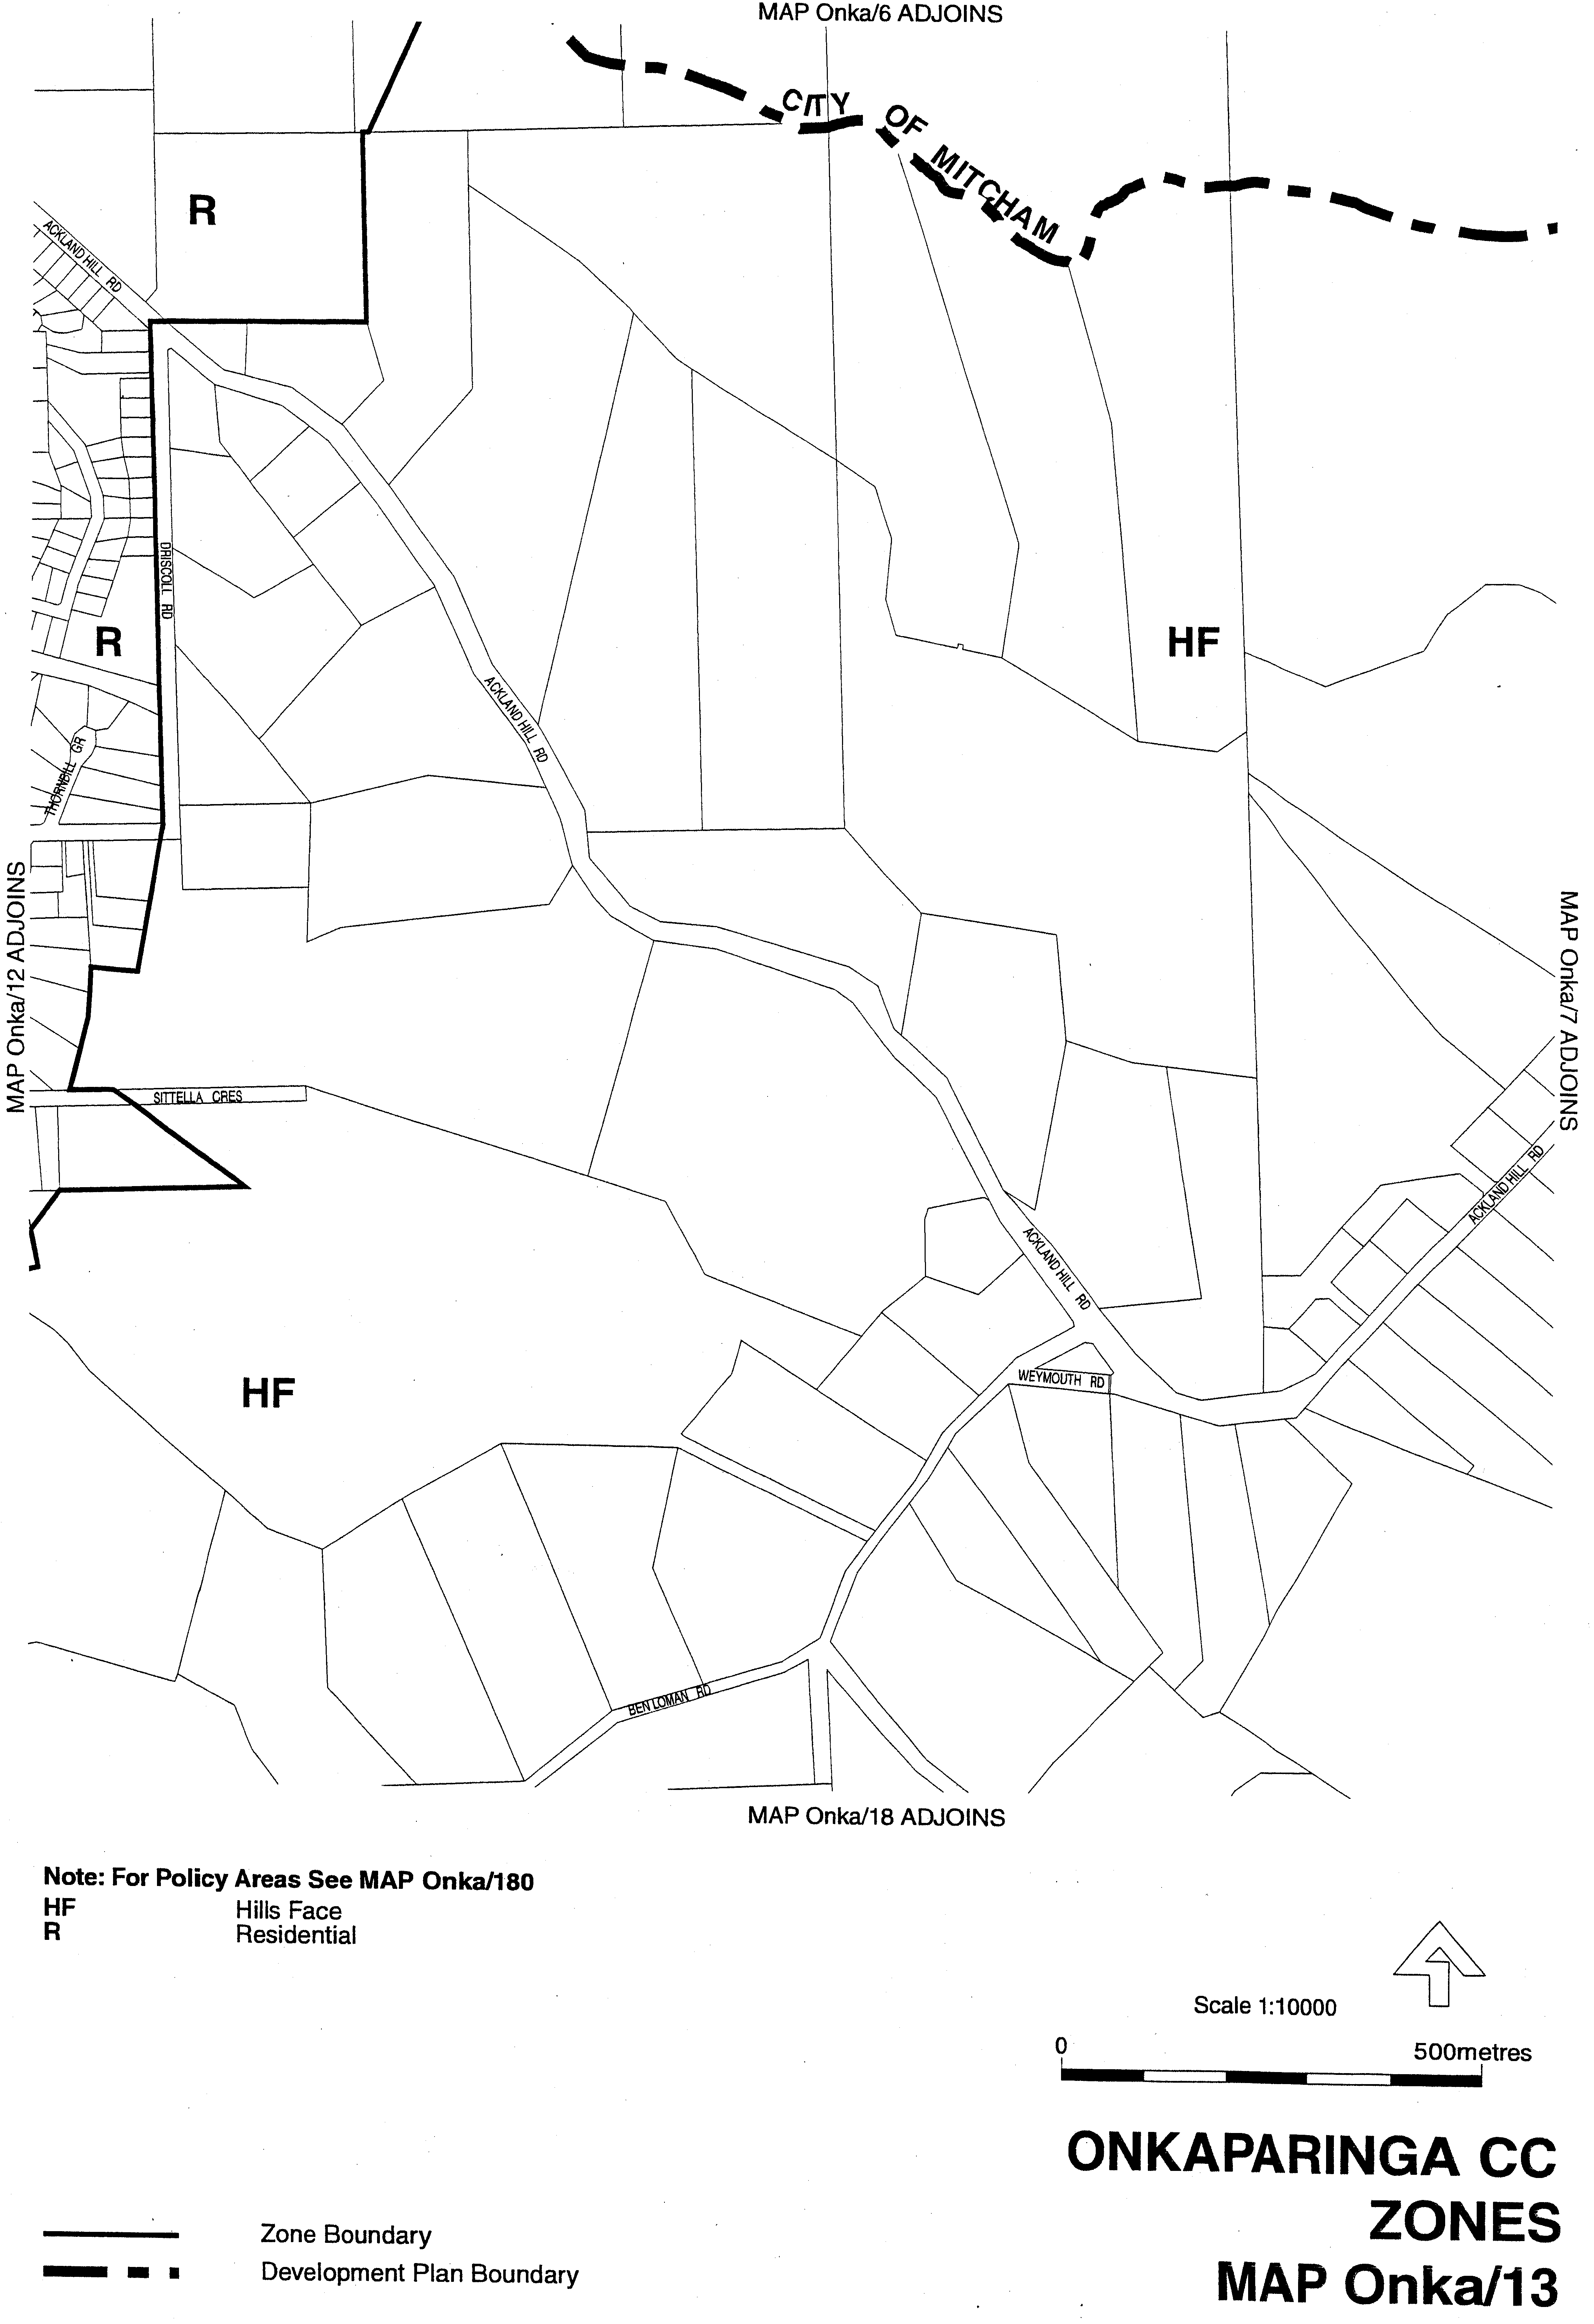 MAP Onka/6 ADJOINS
CITY OF MITCHAM
R
ACKLAND HILL RD
DRISCOLL RD
R
HF
ACKLAND HILL RD
THORNBILL GR
MAP Onka/12 ADJOINS
MAP Onka/7 ADJOINS
SITTELLA CRES
ACKLAND HILL RD
ACKLAND HILL RD
WEYMOUTH RD
HF
BEN LOMAN RD
MAP Onka/18 ADJOINS
Note: For Policy Areas See MAP Onka/180
HF Hills Face
R Residential
Scale 1:10000
0 500metres
ONKAPARINGA CC
ZONES
MAP Onka/13
Zone Boundary
Development Plan Boundary